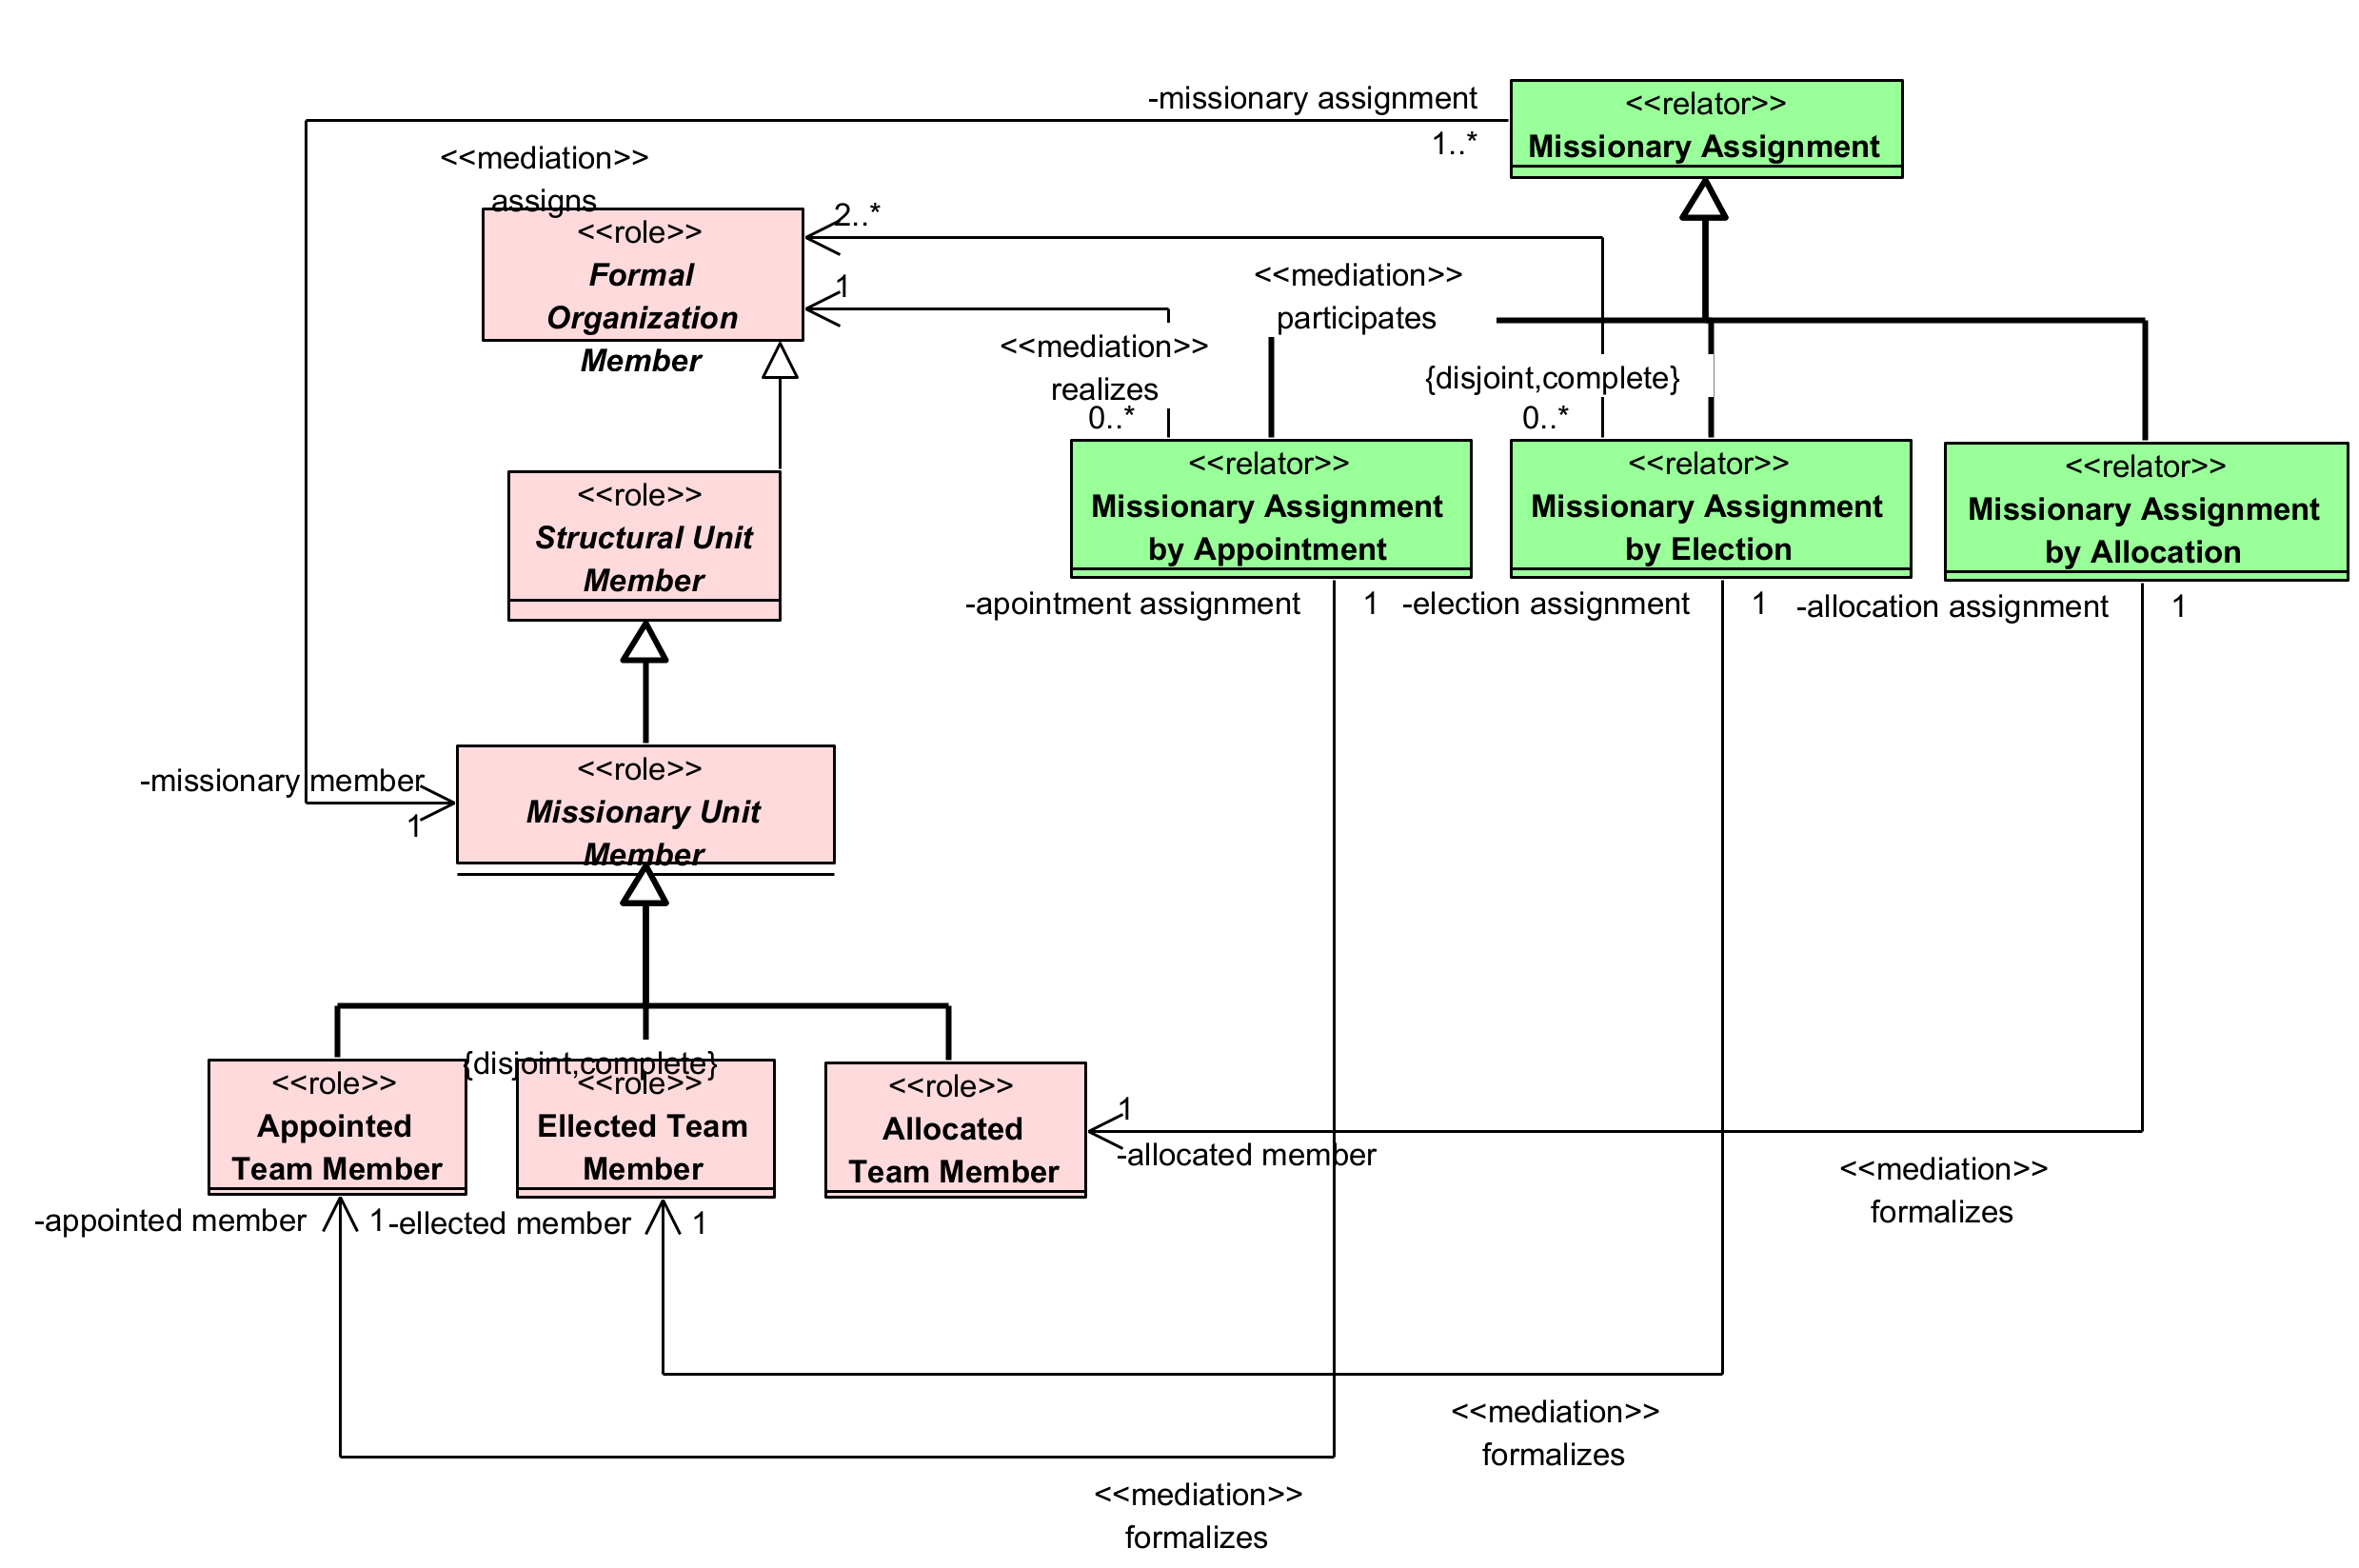 -missionary assignment
1..*
<<relator>>
Missionary Assignment
<<mediation>>
assigns
<<role>>
Formal
Organization
Member
2..*
1
<<mediation>>
participates
<<mediation>>
realizes
0..*
{disjoint,complete}
0..*
<<role>>
Structural Unit
Member
<<relator>>
Missionary Assignment
by Appointment
<<relator>>
Missionary Assignment
by Election
<<relator>>
Missionary Assignment
by Allocation
-apointment assignment
1
-election assignment
1
-allocation assignment
1
-missionary member
1
<<role>>
Missionary Unit
Member
{disjoint,complete}
<<role>>
Appointed
Team Member
<<role>>
Ellected Team
Member
<<role>>
Allocated
Team Member
1
-allocated member
<<mediation>>
formalizes
-appointed member
1
-ellected member
1
<<mediation>>
formalizes
<<mediation>>
formalizes